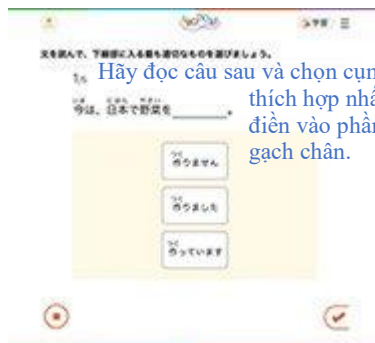 文を読んで、下線部に入る最も適切なものを選びましょう。
Hãy đọc câu sau và chọn cụm
thích hợp nhấ
điền vào phần
gạch chân.
今は、日本で野菜を______。
作りません
作りました
作っています